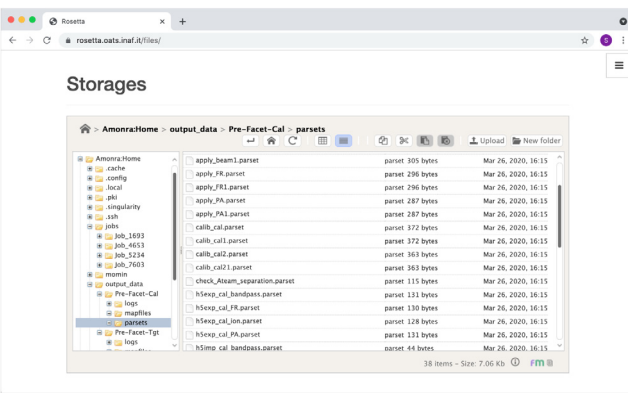 Rosetta
rosetta.oats.inaf.it/files/
S
Storages
> Amonra:Home > output_data > Pre-Facet-Cal > parsets
Upload
New folder
Amonra:Home
.cache
.config
.local
.pki
.singularity
.ssh
jobs
Job_1693
Job_4653
Job_5234
Job_7603
momin
output_data
Pre-Facet-Cal
logs
mapfiles
parsets
Pre-Facet-Tgt
logs
apply_beam1.parset parset 305 bytes Mar 26, 2020, 16:15
apply_FR.parset parset 296 bytes Mar 26, 2020, 16:15
apply_FR1.parset parset 296 bytes Mar 26, 2020, 16:15
apply_PA.parset parset 287 bytes Mar 26, 2020, 16:15
apply_PA1.parset parset 287 bytes Mar 26, 2020, 16:15
calib_cal.parset parset 372 bytes Mar 26, 2020, 16:15
calib_cal1.parset parset 372 bytes Mar 26, 2020, 16:15
calib_cal2.parset parset 363 bytes Mar 26, 2020, 16:15
calib_cal21.parset parset 363 bytes Mar 26, 2020, 16:15
check_Ateam_separation.parset parset 115 bytes Mar 26, 2020, 16:15
h5exp_cal_bandpass.parset parset 131 bytes Mar 26, 2020, 16:15
h5exp_cal_FR.parset parset 130 bytes Mar 26, 2020, 16:15
h5exp_cal_ion.parset parset 128 bytes Mar 26, 2020, 16:15
h5exp_cal_PA.parset parset 131 bytes Mar 26, 2020, 16:15
h5imp_cal_bandpass.parset parset 44 bytes Mar 26, 2020, 16:15
38 items – Size: 7.06 Kb
FM